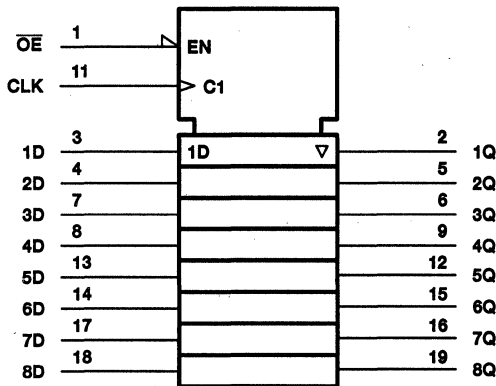 OE 1 EN
CLK 11 C1
1D 3 1D ▽ 2 1Q
2D 4 5 2Q
3D 7 6 3Q
4D 8 9 4Q
5D 13 12 5Q
6D 14 15 6Q
7D 17 16 7Q
8D 18 19 8Q